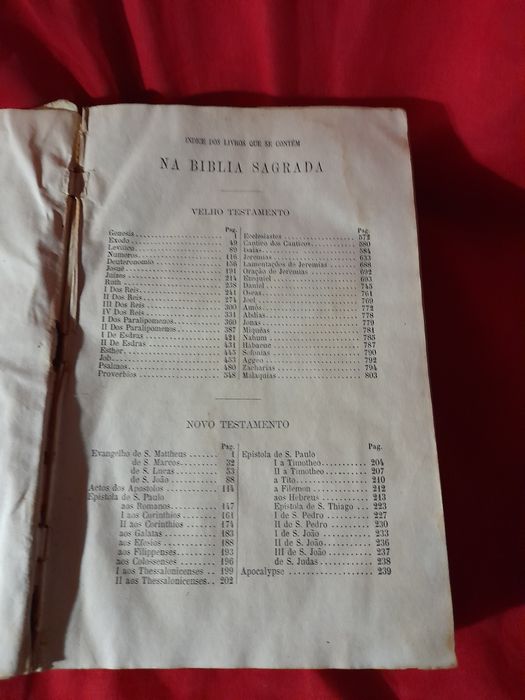 INDICE DOS LIVROS QUE SE CONTÉM
NA BIBLIA SAGRADA
VELHO TESTAMENTO
Pag.
Genesis 1
Exodo 49
Levitico 89
Numeros 116
Deuteronomio 156
Josué 191
Juizes 214
Ruth 238
I Dos Reis 241
II Dos Reis 274
III Dos Reis 300
IV Dos Reis 331
I Dos Paralipomenos 360
II Dos Paralipomenos 387
I De Esdras 421
II De Esdras 431
Esther 445
Job 453
Psalmos 480
Proverbios 548
Pag.
Ecclesiastes 572
Cantico dos Canticos 580
Isaias 584
Jeremias 633
Lamentações de Jeremias 688
Oração de Jeremias 692
Ezequiel 693
Daniel 745
Oseas 761
Joel 769
Amós 772
Abdias 778
Jonas 779
Miquéas 781
Nahum 785
Habacuc 787
Sofonias 790
Aggeo 792
Zacharias 794
Malaquias 803
NOVO TESTAMENTO
Pag.
Evangelho de S. Mattheus 1
de S. Marcos 32
de S. Lucas 53
de S. João 88
Actos dos Apostolos 114
Epistola de S. Paulo
aos Romanos 147
I aos Corinthios 161
II aos Corinthios 174
aos Galatas 183
aos Efesios 188
aos Filippenses 193
aos Colossenses 196
I aos Thessalonicenses 199
II aos Thessalonicenses 202
Pag.
Epistola de S. Paulo
I a Timotheo 204
II a Timotheo 207
a Tito 210
a Filemon 212
aos Hebreus 213
Epistola de S. Thiago 223
I de S. Pedro 227
II de S. Pedro 230
I de S. João 233
II de S. João 236
III de S. João 237
de S. Judas 238
Apocalypse 239